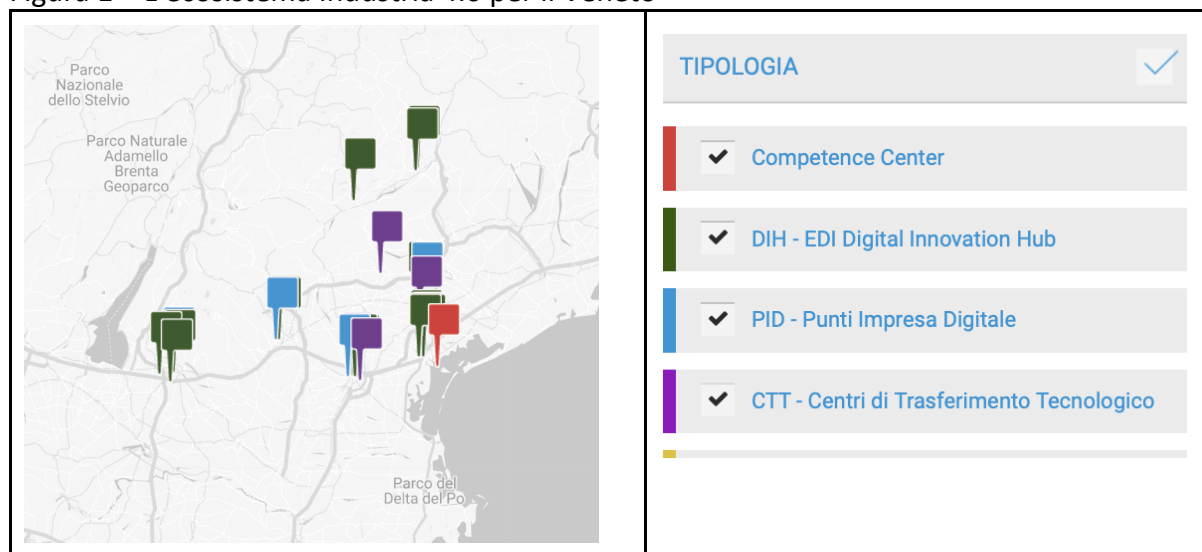 Parco
Nazionale
dello Stelvio
Parco Naturale
Adamello
Brenta
Geoparco
Parco del
Delta del Po
TIPOLOGIA
Competence Center
DIH - EDI Digital Innovation Hub
PID - Punti Impresa Digitale
CTT - Centri di Trasferimento Tecnologico